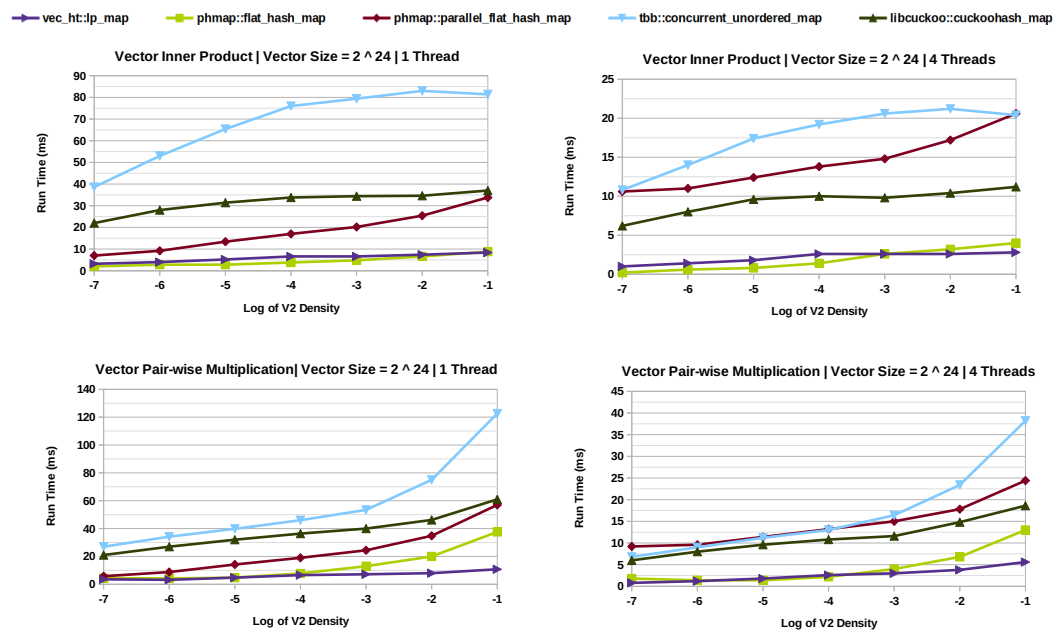 vec_ht::lp_map phmap::flat_hash_map phmap::parallel_flat_hash_map tbb::concurrent_unordered_map libcuckoo::cuckoohash_map
Vector Inner Product | Vector Size = 2 ^ 24 | 1 Thread
90
80
70
60
50
40
30
20
10
0
Run Time (ms)
-7 -6 -5 -4 -3 -2 -1
Log of V2 Density
Vector Inner Product | Vector Size = 2 ^ 24 | 4 Threads
25
20
15
10
5
0
Run Time (ms)
-7 -6 -5 -4 -3 -2 -1
Log of V2 Density
Vector Pair-wise Multiplication| Vector Size = 2 ^ 24 | 1 Thread
140
120
100
80
60
40
20
0
Run Time (ms)
-7 -6 -5 -4 -3 -2 -1
Log of V2 Density
Vector Pair-wise Multiplication | Vector Size = 2 ^ 24 | 4 Threads
45
40
35
30
25
20
15
10
5
0
Run Time (ms)
-7 -6 -5 -4 -3 -2 -1
Log of V2 Density